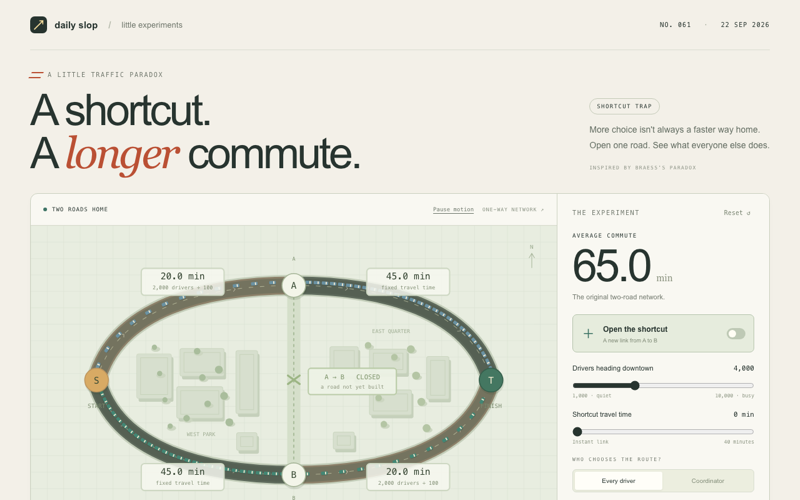 daily slop / little experiments
NO. 061 · 22 SEP 2026
A LITTLE TRAFFIC PARADOX
A shortcut.
A longer commute.
SHORTCUT TRAP
More choice isn't always a faster way home.
Open one road. See what everyone else does.
INSPIRED BY BRAESS'S PARADOX
TWO ROADS HOME
Pause motion
ONE-WAY NETWORK
N
A
20.0 min
2,000 drivers ÷ 100
A
45.0 min
fixed travel time
EAST QUARTER
S
A → B CLOSED
a road not yet built
T
WEST PARK
45.0 min
fixed travel time
B
20.0 min
2,000 drivers ÷ 100
B
THE EXPERIMENT
Reset ↺
AVERAGE COMMUTE
65.0 min
The original two-road network.
+ Open the shortcut
A new link from A to B
Drivers heading downtown 4,000
1,000 · quiet 10,000 · busy
Shortcut travel time 0 min
Instant link 40 minutes
WHO CHOOSES THE ROUTE?
Every driver Coordinator